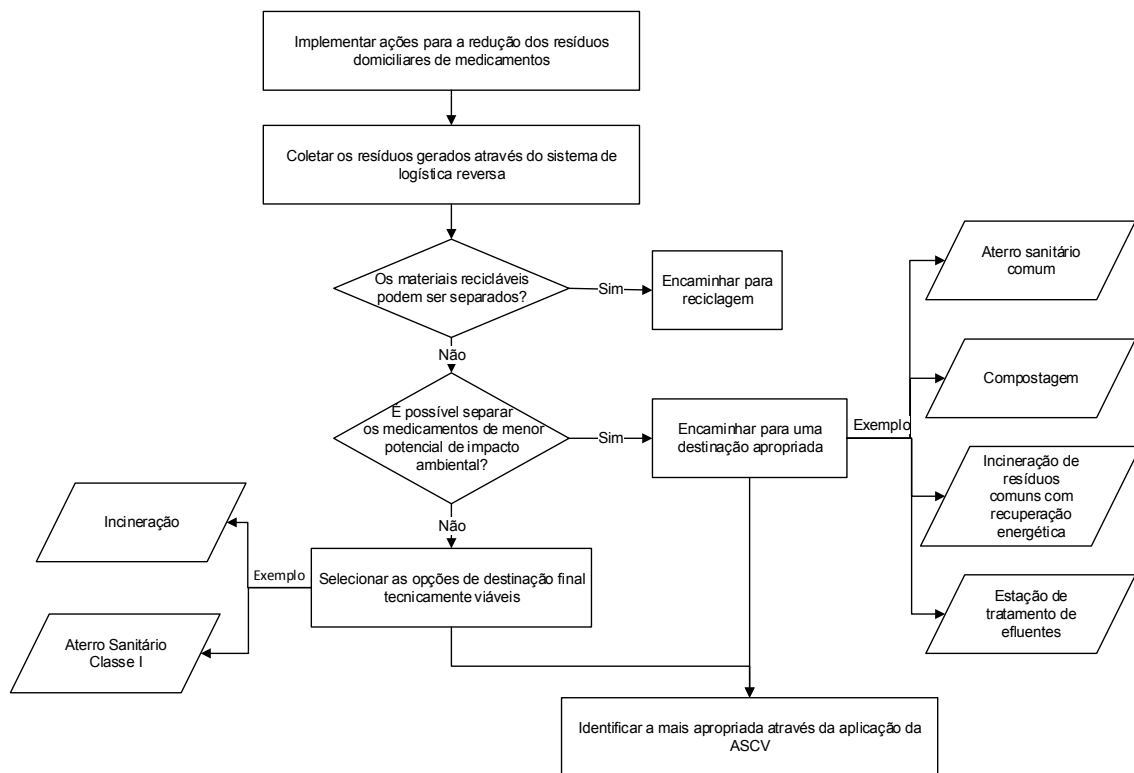 Implementar ações para a redução dos resíduos
domiciliares de medicamentos
Coletar os resíduos gerados através do sistema de
logística reversa
Os materiais recicláveis
podem ser separados?
Sim
Encaminhar para
reciclagem
Não
É possível separar
os medicamentos de menor
potencial de impacto
ambiental?
Sim
Encaminhar para uma
destinação apropriada
Exemplo
Aterro sanitário
comum
Compostagem
Incineração de
resíduos
comuns com
recuperação
energética
Estação de
tratamento de
efluentes
Não
Selecionar as opções de destinação final
tecnicamente viáveis
Exemplo
Incineração
Aterro Sanitário
Classe I
Identificar a mais apropriada através da aplicação da
ASCV